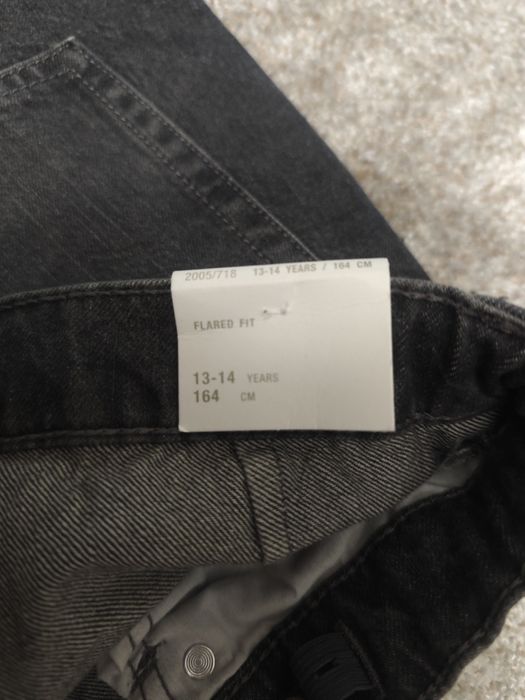 2005/718 13-14 YEARS / 164 CM
FLARED FIT
13-14 YEARS
164 CM